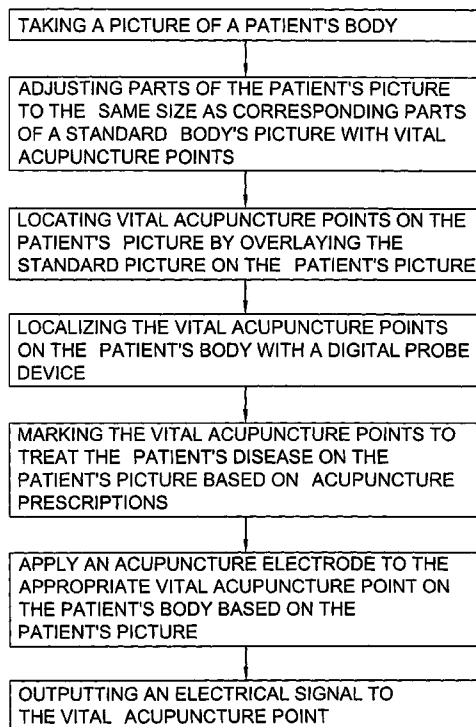 TAKING A PICTURE OF A PATIENT'S BODY
ADJUSTING PARTS OF THE PATIENT'S PICTURE
TO THE SAME SIZE AS CORRESPONDING PARTS
OF A STANDARD BODY'S PICTURE WITH VITAL
ACUPUNCTURE POINTS
LOCATING VITAL ACUPUNCTURE POINTS ON THE
PATIENT'S PICTURE BY OVERLAYING THE
STANDARD PICTURE ON THE PATIENT'S PICTURE
LOCALIZING THE VITAL ACUPUNCTURE POINTS
ON THE PATIENT'S BODY WITH A DIGITAL PROBE
DEVICE
MARKING THE VITAL ACUPUNCTURE POINTS TO
TREAT THE PATIENT'S DISEASE ON THE
PATIENT'S PICTURE BASED ON ACUPUNCTURE
PRESCRIPTIONS
APPLY AN ACUPUNCTURE ELECTRODE TO THE
APPROPRIATE VITAL ACUPUNCTURE POINT ON
THE PATIENT'S BODY BASED ON THE
PATIENT'S PICTURE
OUTPUTTING AN ELECTRICAL SIGNAL TO
THE VITAL ACUPUNCTURE POINT